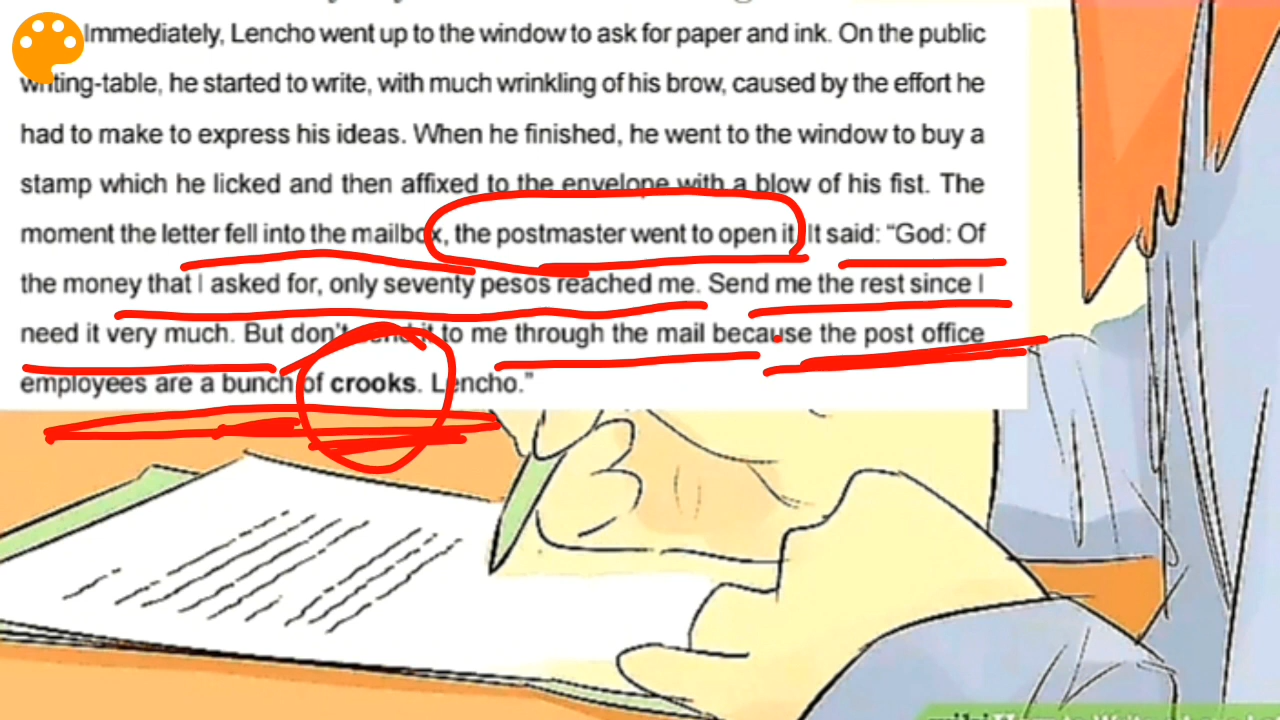 Immediately, Lencho went up to the window to ask for paper and ink. On the public
writing-table, he started to write, with much wrinkling of his brow, caused by the effort he
had to make to express his ideas. When he finished, he went to the window to buy a
stamp which he licked and then affixed to the envelope with a blow of his fist. The
moment the letter fell into the mailbox, the postmaster went to open it. It said: “God: Of
the money that I asked for, only seventy pesos reached me. Send me the rest since I
need it very much. But don't send it to me through the mail because the post office
employees are a bunch of crooks. Lencho.”